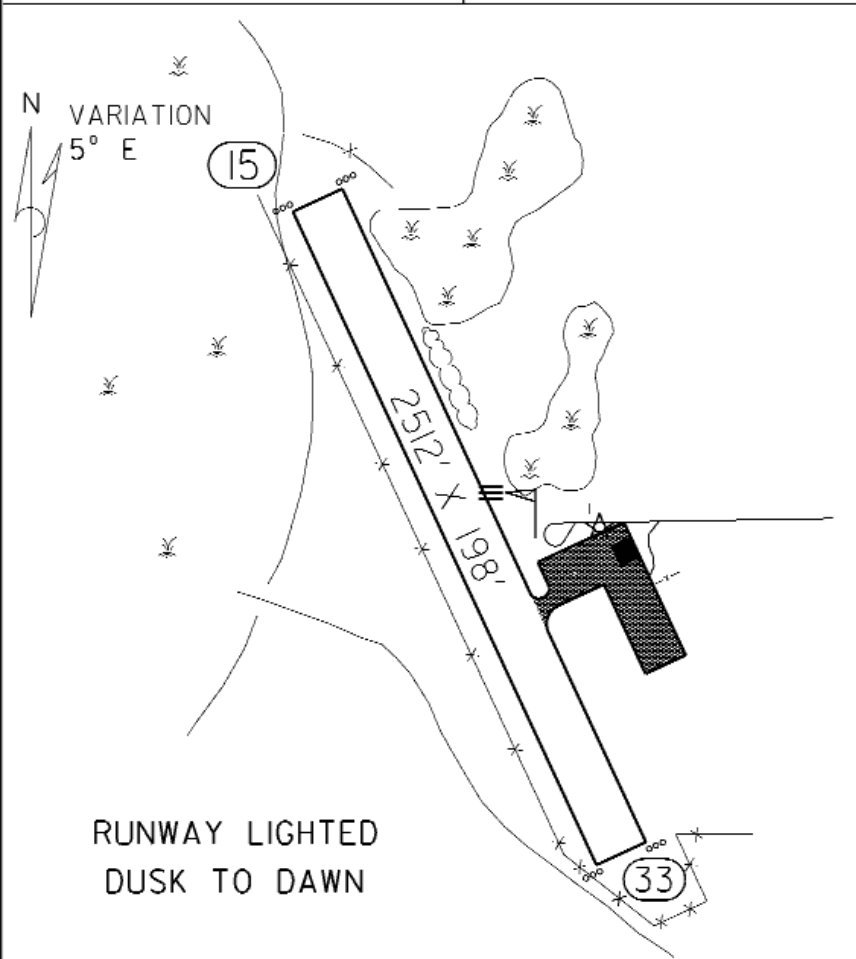 N
VARIATION
5° E
15
2512' X 198'
33
RUNWAY LIGHTED
DUSK TO DAWN